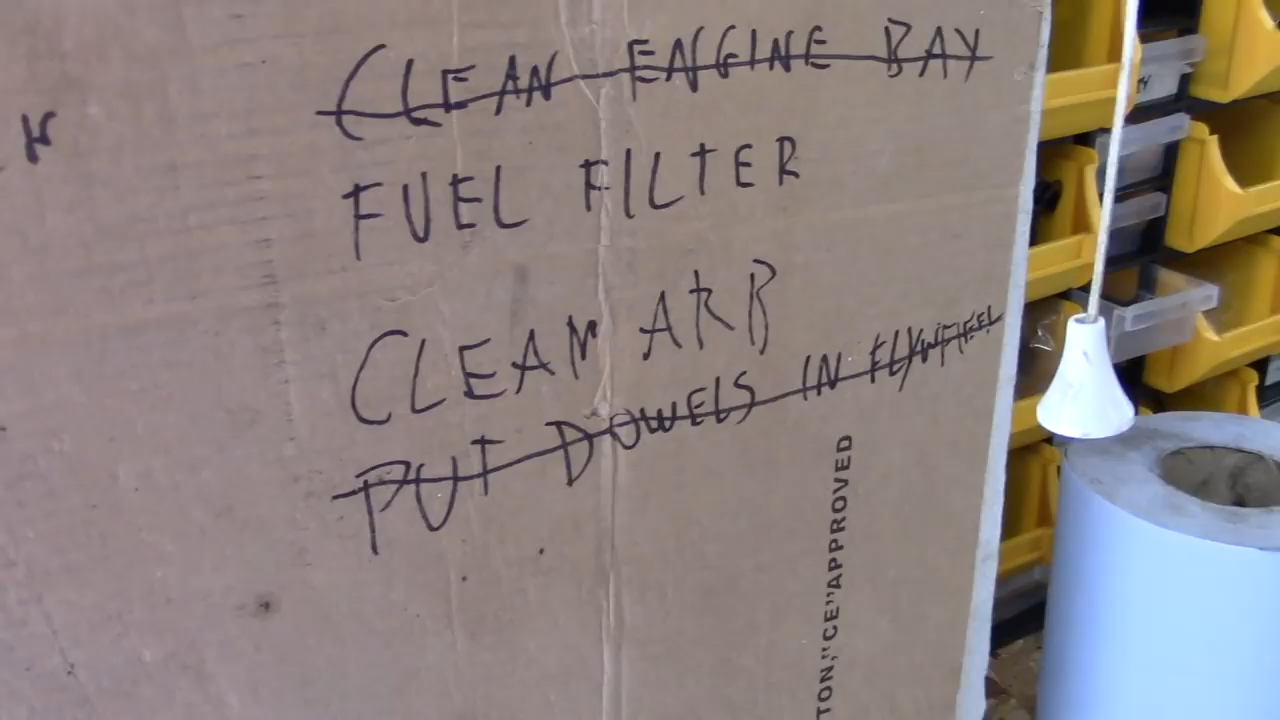 CLEAN ENGINE BAY
FUEL FILTER
CLEAN ARB
PUT DOWELS IN FLYWHEEL
TON,"CE"APPROVED